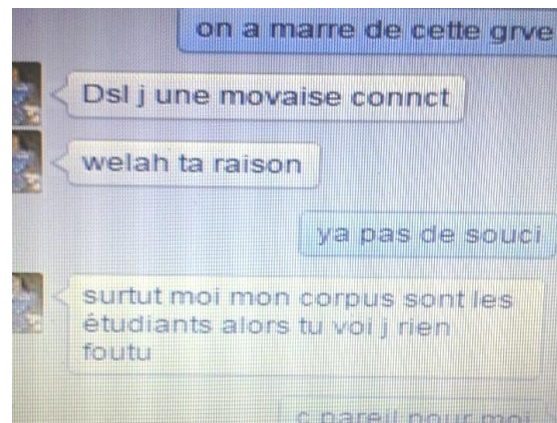 on a marre de cette grve
Dsl j une movaise connct
welah ta raison
ya pas de souci
surtut moi mon corpus sont les
étudiants alors tu voi j rien
foutu
c pareil pour moi